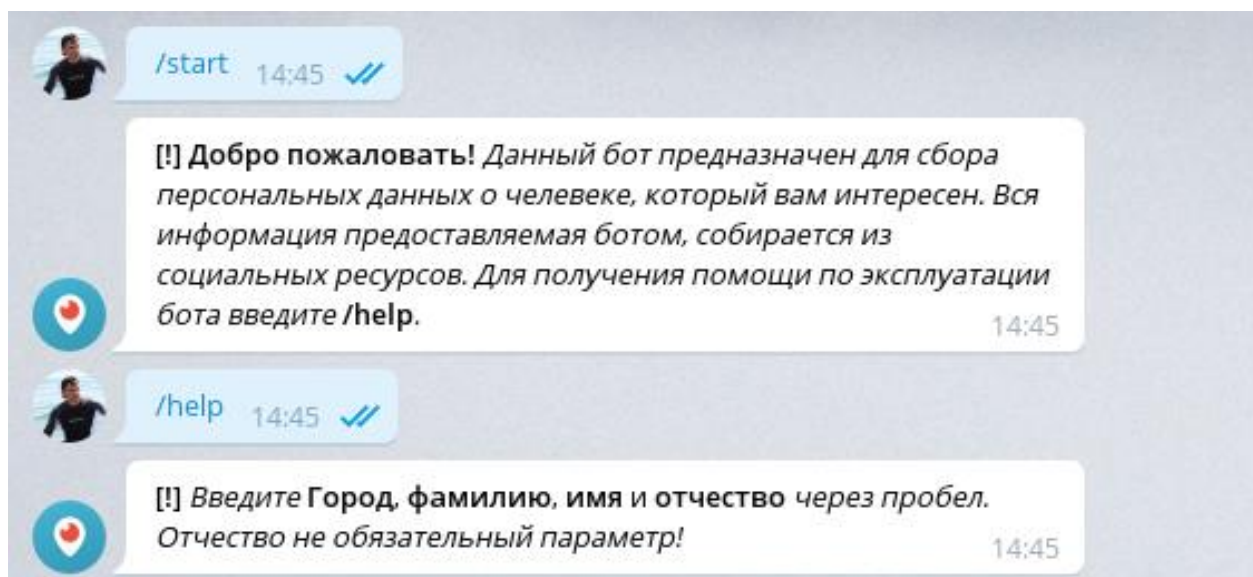 /start 14:45
[!] Добро пожаловать! Данный бот предназначен для сбора
персональных данных о челевеке, который вам интересен. Вся
информация предоставляемая ботом, собирается из
социальных ресурсов. Для получения помощи по эксплуатации
бота введите /help.
14:45
/help 14:45
[!] Введите Город, фамилию, имя и отчество через пробел.
Отчество не обязательный параметр!
14:45